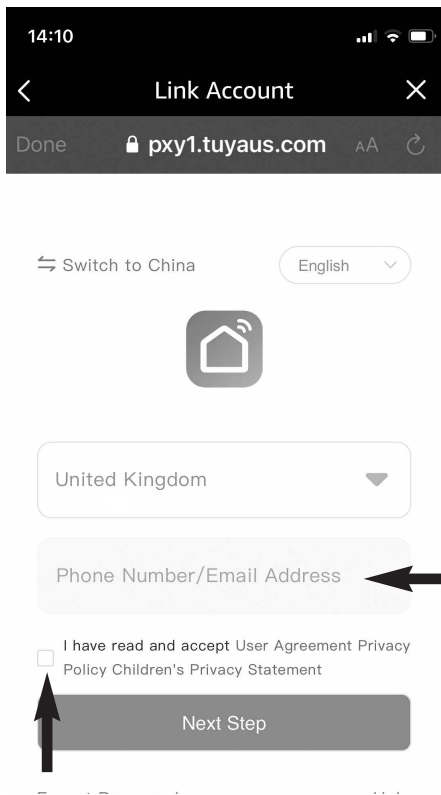 14:10
Link Account
Done pxy1.tuyaus.com AA
Switch to China English
United Kingdom
Phone Number/Email Address
I have read and accept User Agreement Privacy
Policy Children's Privacy Statement
Next Step